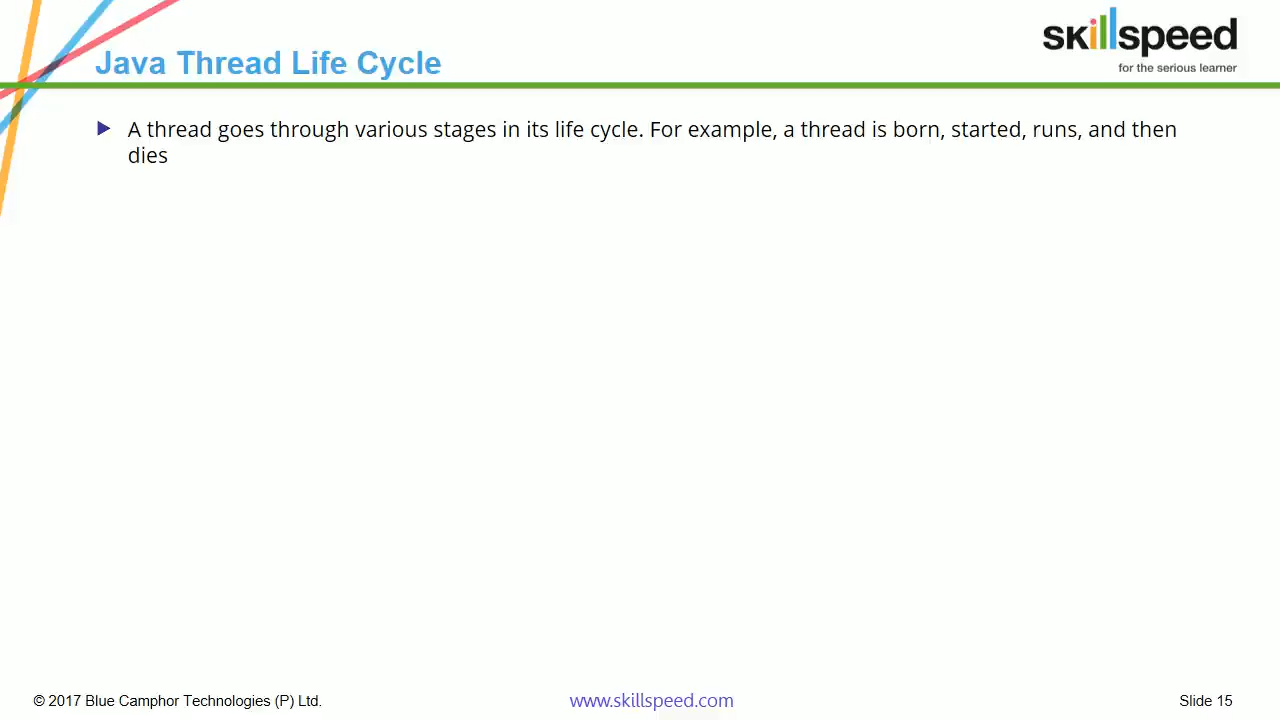 skillspeed
for the serious learner
Java Thread Life Cycle
A thread goes through various stages in its life cycle. For example, a thread is born, started, runs, and then
dies
© 2017 Blue Camphor Technologies (P) Ltd.
www.skillspeed.com
Slide 15